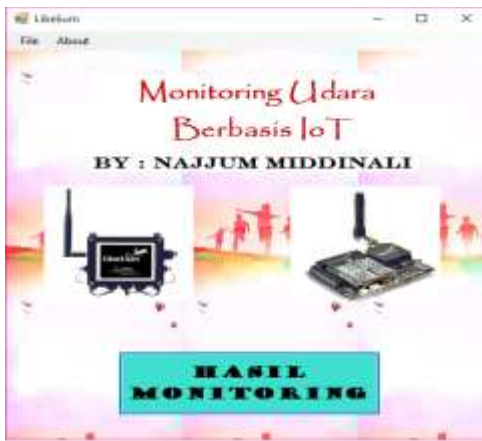 Libelium
File About
Monitoring Udara
Berbasis IoT
BY : NAJJUM MIDDINALI
HASIL
MONITORING